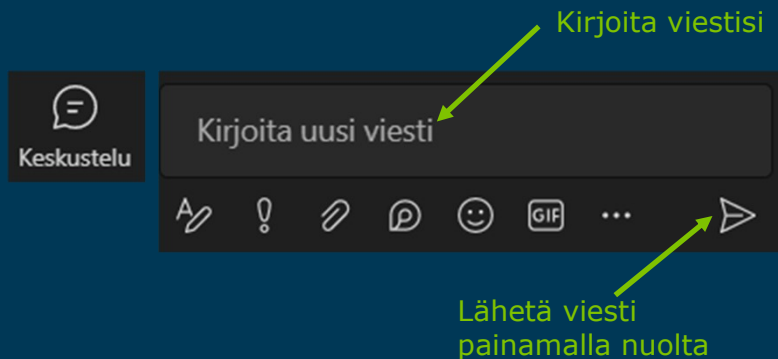 Kirjoita viestisi
Keskustelu
Kirjoita uusi viesti
GIF
Lähetä viesti
painamalla nuolta